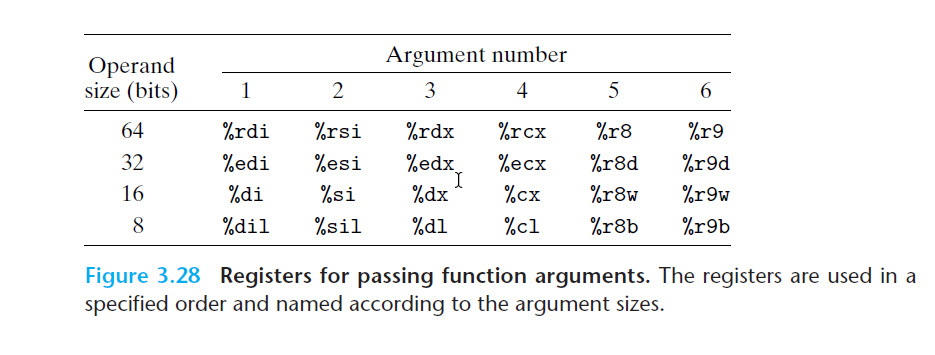 Operand
size (bits)
Argument number
1 2 3 4 5 6
64 %rdi %rsi %rdx %rcx %r8 %r9
32 %edi %esi %edx %ecx %r8d %r9d
16 %di %si %dx %cx %r8w %r9w
8 %dil %sil %dl %cl %r8b %r9b
Figure 3.28 Registers for passing function arguments. The registers are used in a
specified order and named according to the argument sizes.